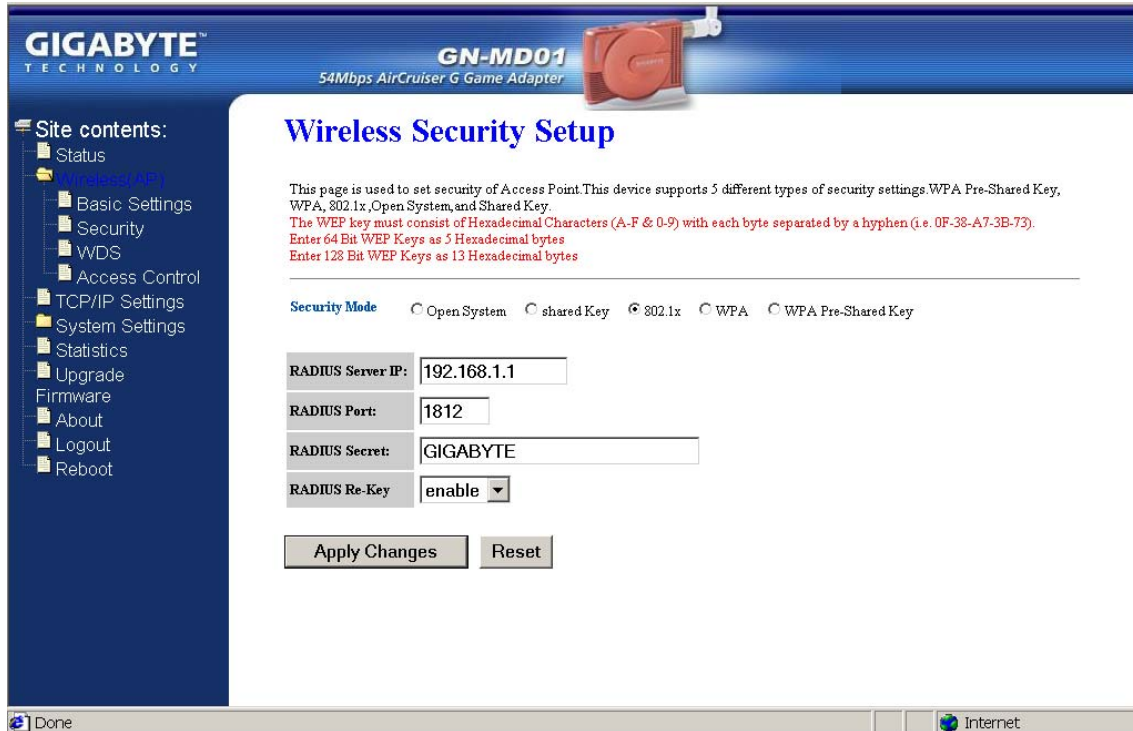 GIGABYTE™
TECHNOLOGY
GN-MD01
54Mbps AirCruiser G Game Adapter
Site contents:
Status
Wireless(AP)
Basic Settings
Security
WDS
Access Control
TCP/IP Settings
System Settings
Statistics
Upgrade
Firmware
About
Logout
Reboot
Wireless Security Setup
This page is used to set security of Access Point.This device supports 5 different types of security settings.WPA Pre-Shared Key,
WPA, 802.1x ,Open System,and Shared Key.
The WEP key must consist of Hexadecimal Characters (A-F & 0-9) with each byte separated by a hyphen (i.e. 0F-38-A7-3B-73).
Enter 64 Bit WEP Keys as 5 Hexadecimal bytes
Enter 128 Bit WEP Keys as 13 Hexadecimal bytes
Security Mode Open System shared Key 802.1x WPA WPA Pre-Shared Key
RADIUS Server IP: 192.168.1.1
RADIUS Port: 1812
RADIUS Secret: GIGABYTE
RADIUS Re-Key enable
Apply Changes Reset
Done Internet